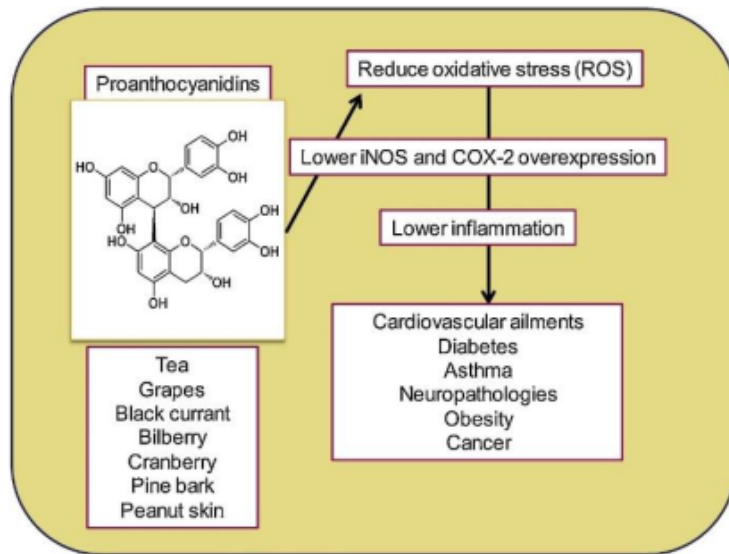 Proanthocyanidins
OH
OH
HO
O
OH
OH
HO
OH
O
OH
OH
OH
Tea
Grapes
Black currant
Bilberry
Cranberry
Pine bark
Peanut skin
Reduce oxidative stress (ROS)
Lower iNOS and COX-2 overexpression
Lower inflammation
Cardiovascular ailments
Diabetes
Asthma
Neuropathologies
Obesity
Cancer